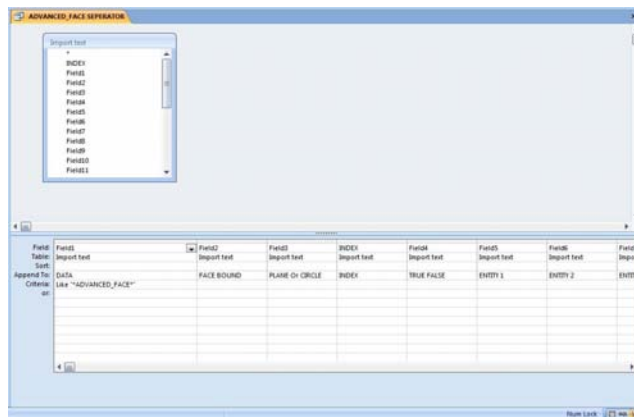 ADVANCED_FACE SEPERATOR
Import text
*
INDEX
Field1
Field2
Field3
Field4
Field5
Field6
Field7
Field8
Field9
Field10
Field11
Field: Field1 Field2 Field3 INDEX Field4 Field5 Field6 Field
Table: Import text Import text Import text Import text Import text Import text Import text Impo
Sort:
Append To: DATA FACE BOUND PLANE Or CIRCLE INDEX TRUE FALSE ENTITY 1 ENTITY 2 ENTIT
Criteria: Like "*ADVANCED_FACE*"
or:
Num Lock